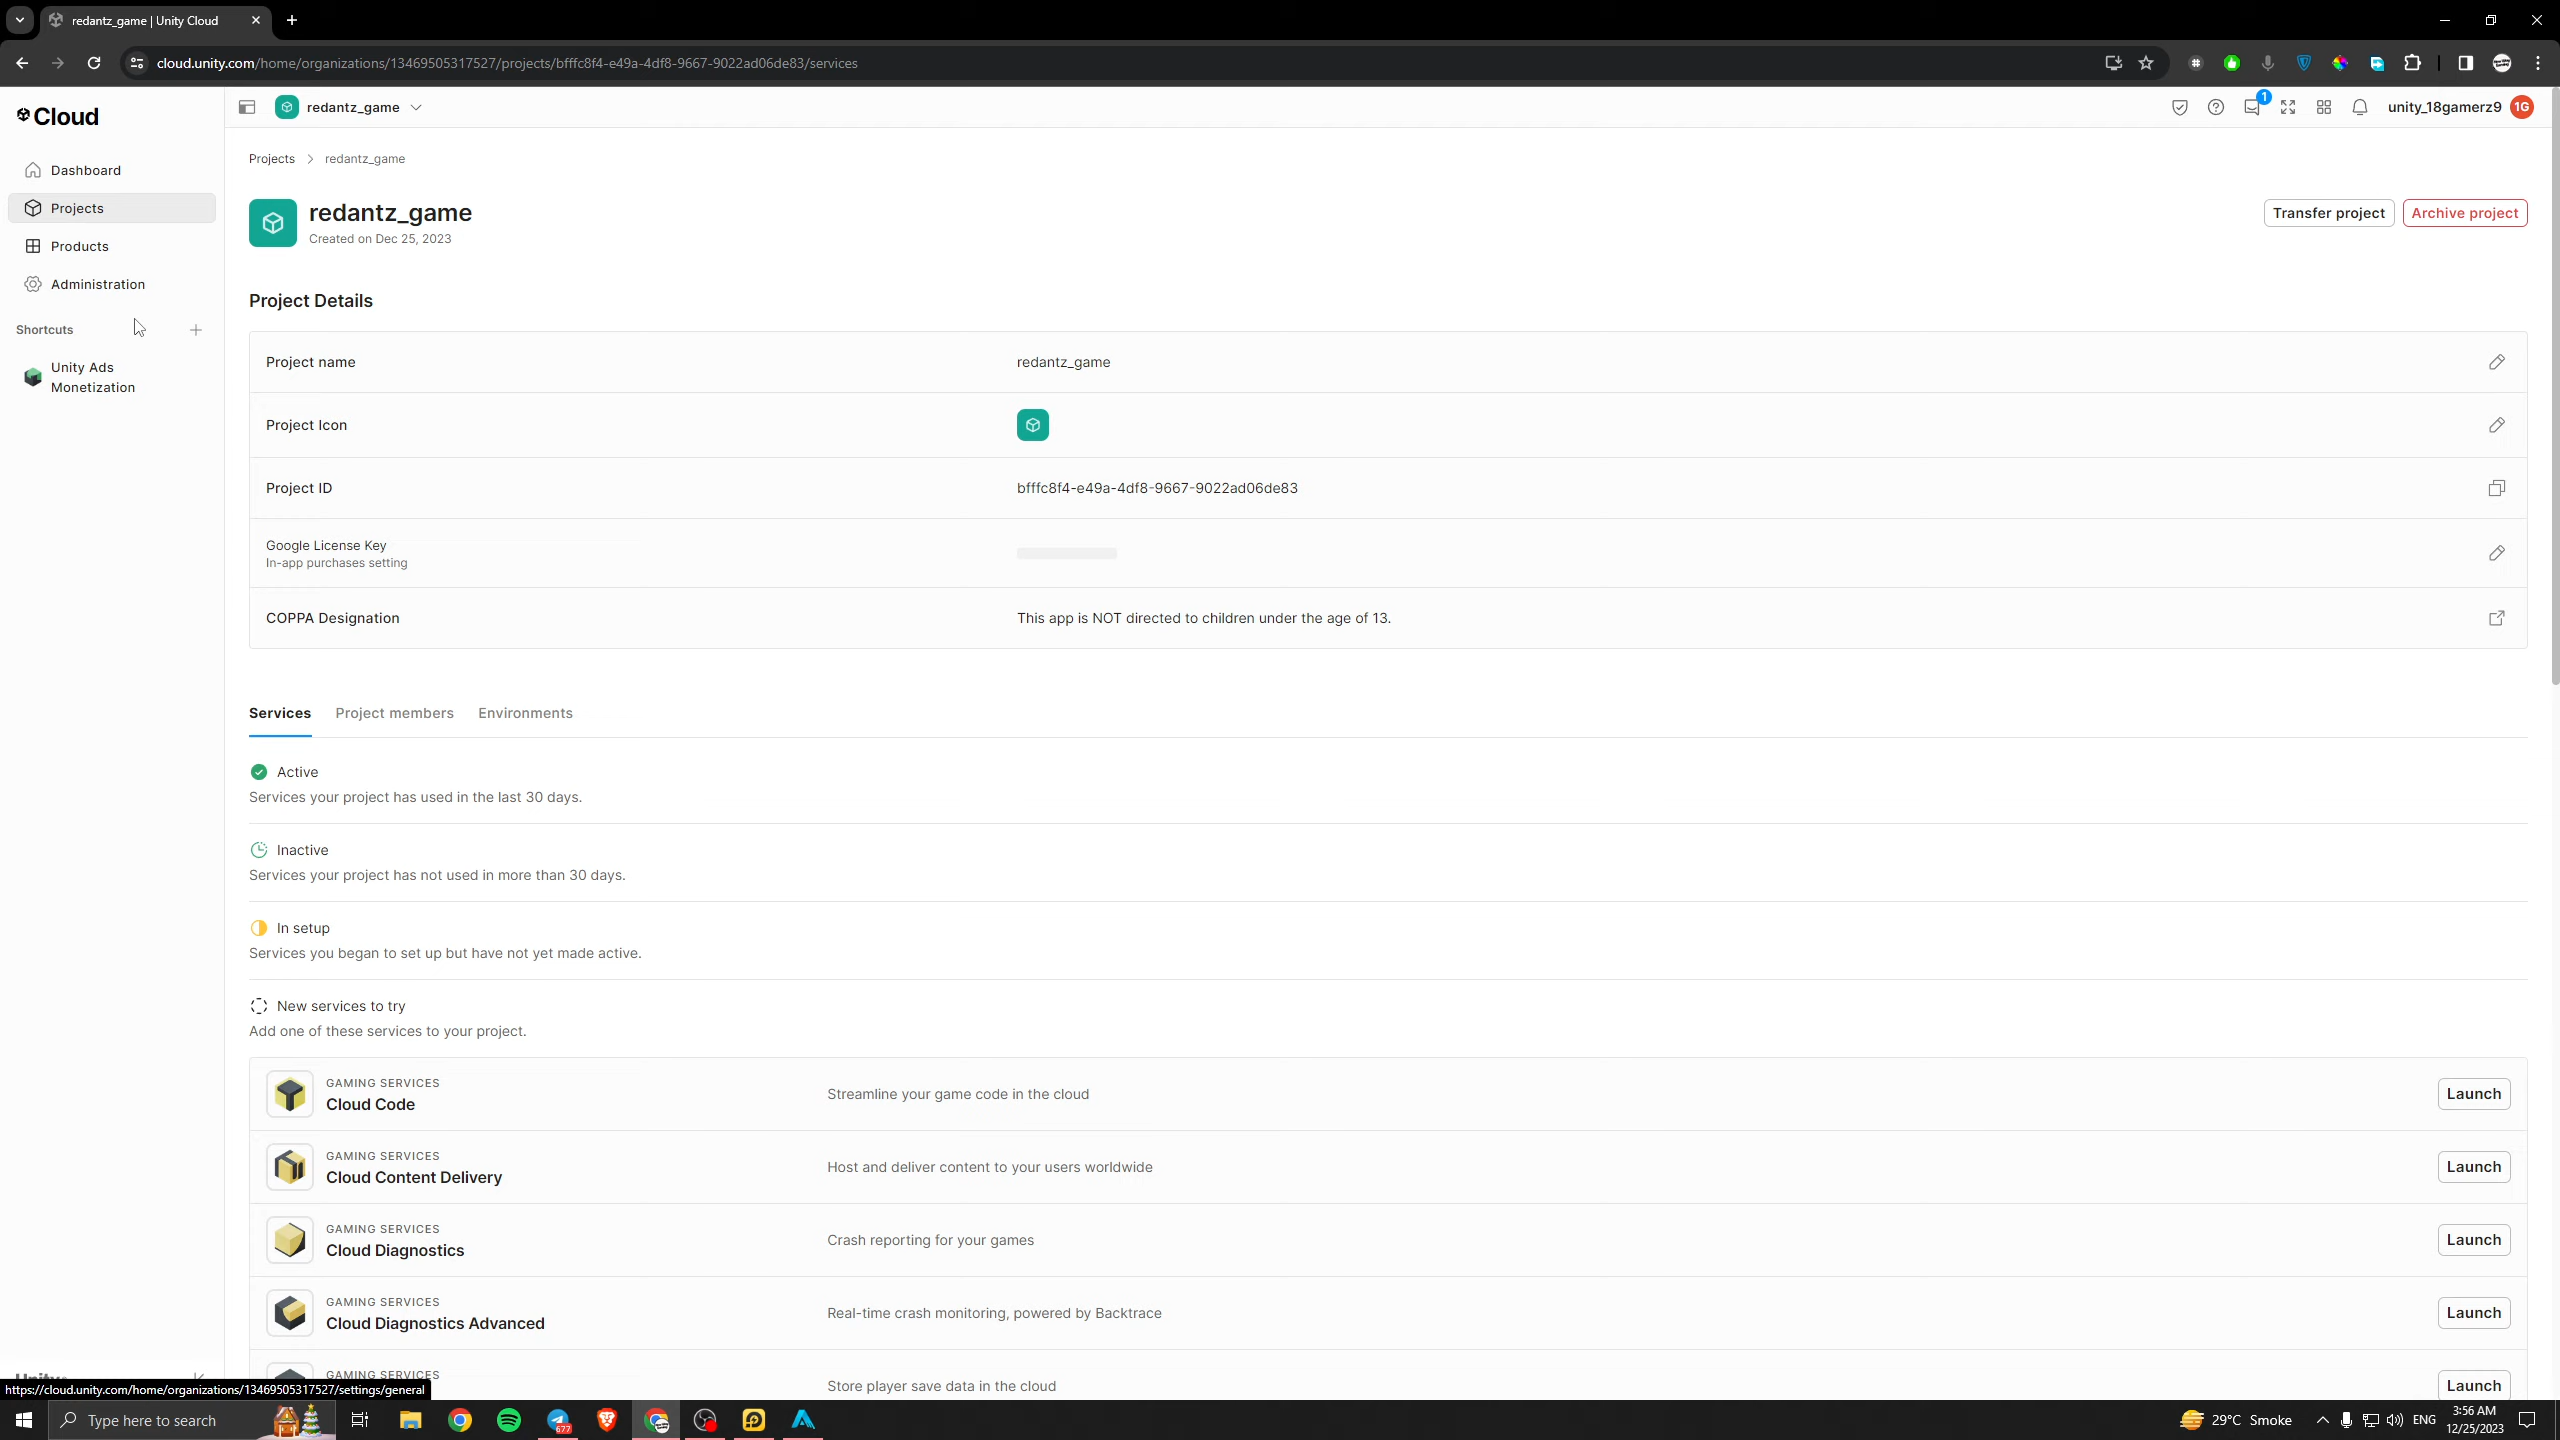 redantz_game | Unity Cloud
cloud.unity.com/home/organizations/13469505317527/projects/bfffc8f4-e49a-4df8-9667-9022ad06de83/services
Cloud
redantz_game
1
unity_18gamerz9
1G
Dashboard
Projects
Products
Administration
Shortcuts
Unity Ads
Monetization
Projects
redantz_game
redantz_game
Created on Dec 25, 2023
Transfer project
Archive project
Project Details
Project name
redantz_game
Project Icon
Project ID
bfffc8f4-e49a-4df8-9667-9022ad06de83
Google License Key
In-app purchases setting
COPPA Designation
This app is NOT directed to children under the age of 13.
Services
Project members
Environments
Active
Services your project has used in the last 30 days.
Inactive
Services your project has not used in more than 30 days.
In setup
Services you began to set up but have not yet made active.
New services to try
Add one of these services to your project.
GAMING SERVICES
Cloud Code
Streamline your game code in the cloud
Launch
GAMING SERVICES
Cloud Content Delivery
Host and deliver content to your users worldwide
Launch
GAMING SERVICES
Cloud Diagnostics
Crash reporting for your games
Launch
GAMING SERVICES
Cloud Diagnostics Advanced
Real-time crash monitoring, powered by Backtrace
Launch
GAMING SERVICES
Store player save data in the cloud
Launch
https://cloud.unity.com/home/organizations/13469505317527/settings/general
Type here to search
677
29°C Smoke
ENG
3:56 AM
12/25/2023